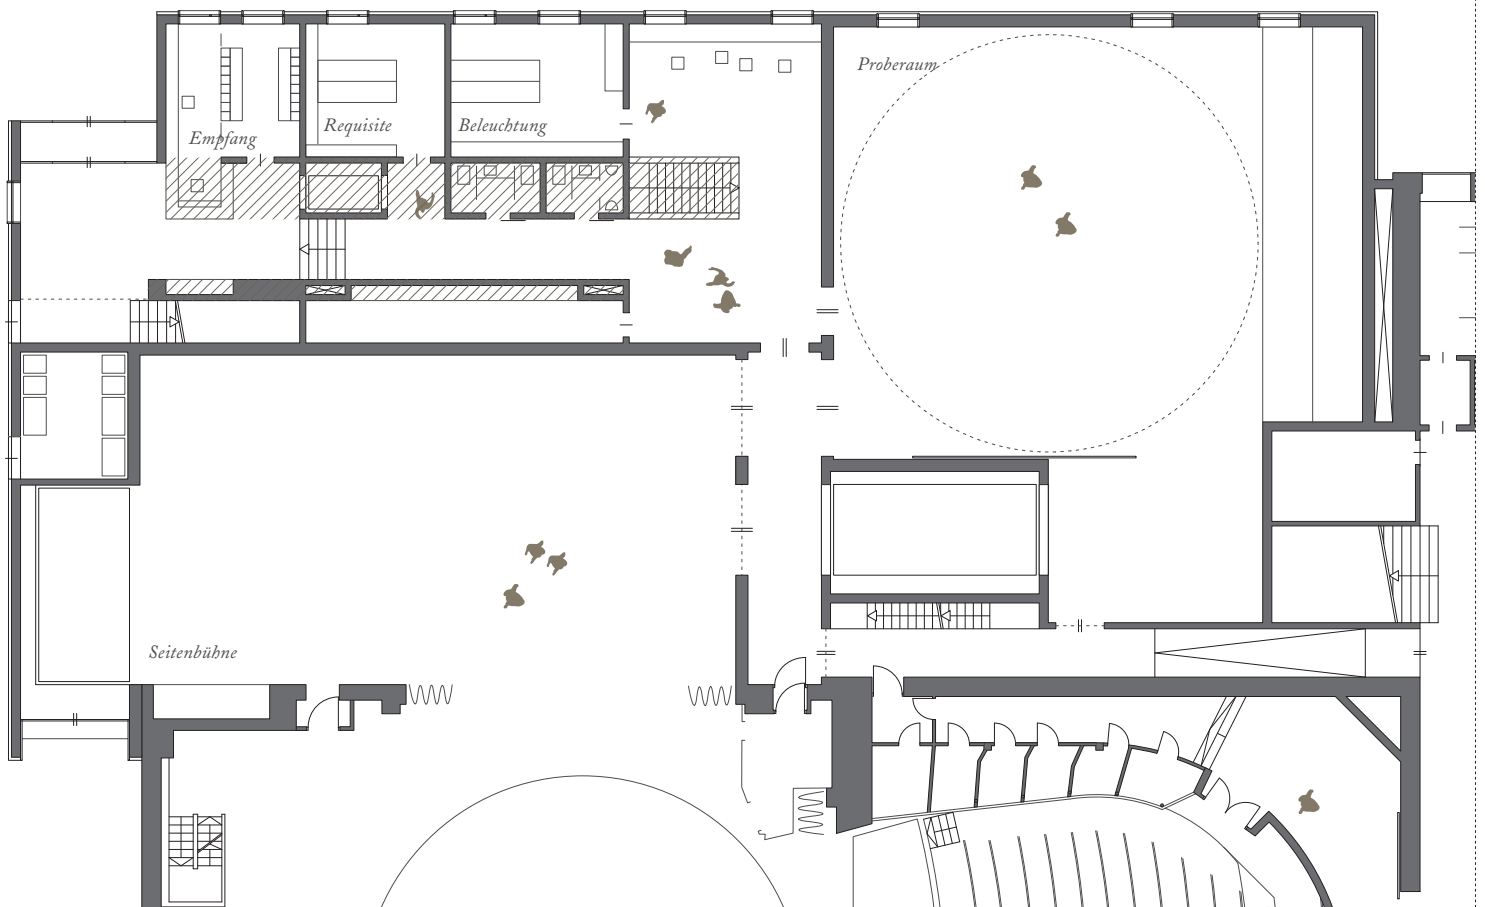 Proberaum
Empfang
Requisite
Beleuchtung
Seitenbühne